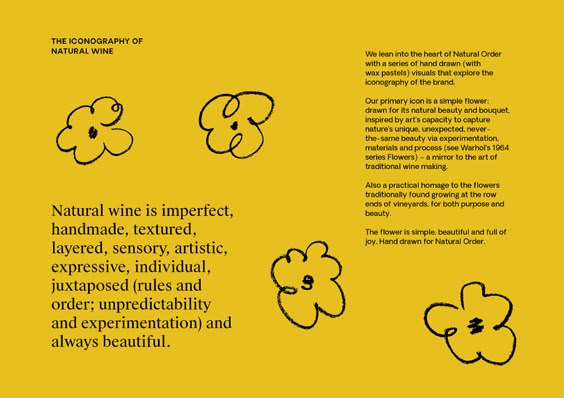 THE ICONOGRAPHY OF
NATURAL WINE
Natural wine is imperfect,
handmade, textured,
layered, sensory, artistic,
expressive, individual,
juxtaposed (rules and
order; unpredictability
and experimentation) and
always beautiful.
We lean into the heart of Natural Order
with a series of hand drawn (with
wax pastels) visuals that explore the
iconography of the brand.
Our primary icon is a simple flower:
drawn for its natural beauty and bouquet,
inspired by art's capacity to capture
nature's unique, unexpected, never-
the-same beauty via experimentation,
materials and process (see Warhol's 1964
series Flowers) – a mirror to the art of
traditional wine making.
Also a practical homage to the flowers
traditionally found growing at the row
ends of vineyards, for both purpose and
beauty.
The flower is simple, beautiful and full of
joy. Hand drawn for Natural Order.